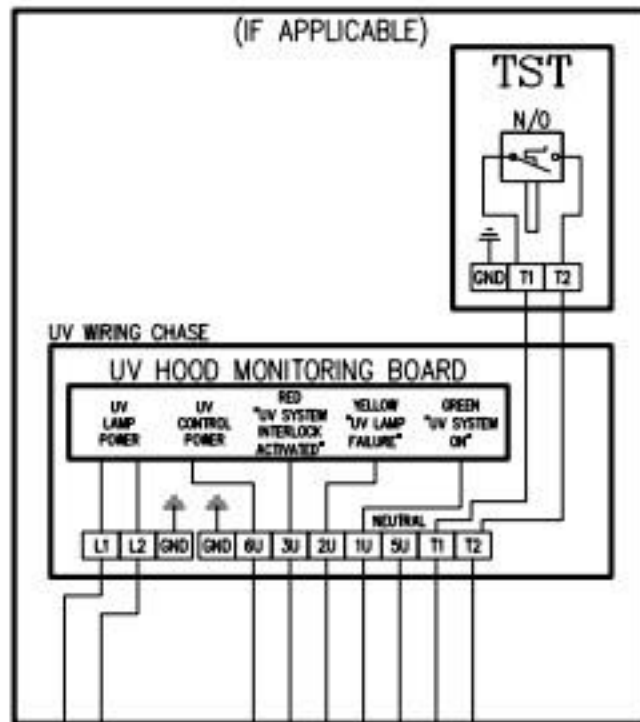 (IF APPLICABLE)
TST
N/O
GND T1 T2
UV WIRING CHASE
UV HOOD MONITORING BOARD
UV
LAMP
POWER
UV
CONTROL
POWER
RED
"UV SYSTEM
INTERLOCK
ACTIVATED"
YELLOW
"UV LAMP
FAILURE"
GREEN
"UV SYSTEM
ON"
NEUTRAL
L1 L2 GND GND 6U 3U 2U 1U 5U T1 T2